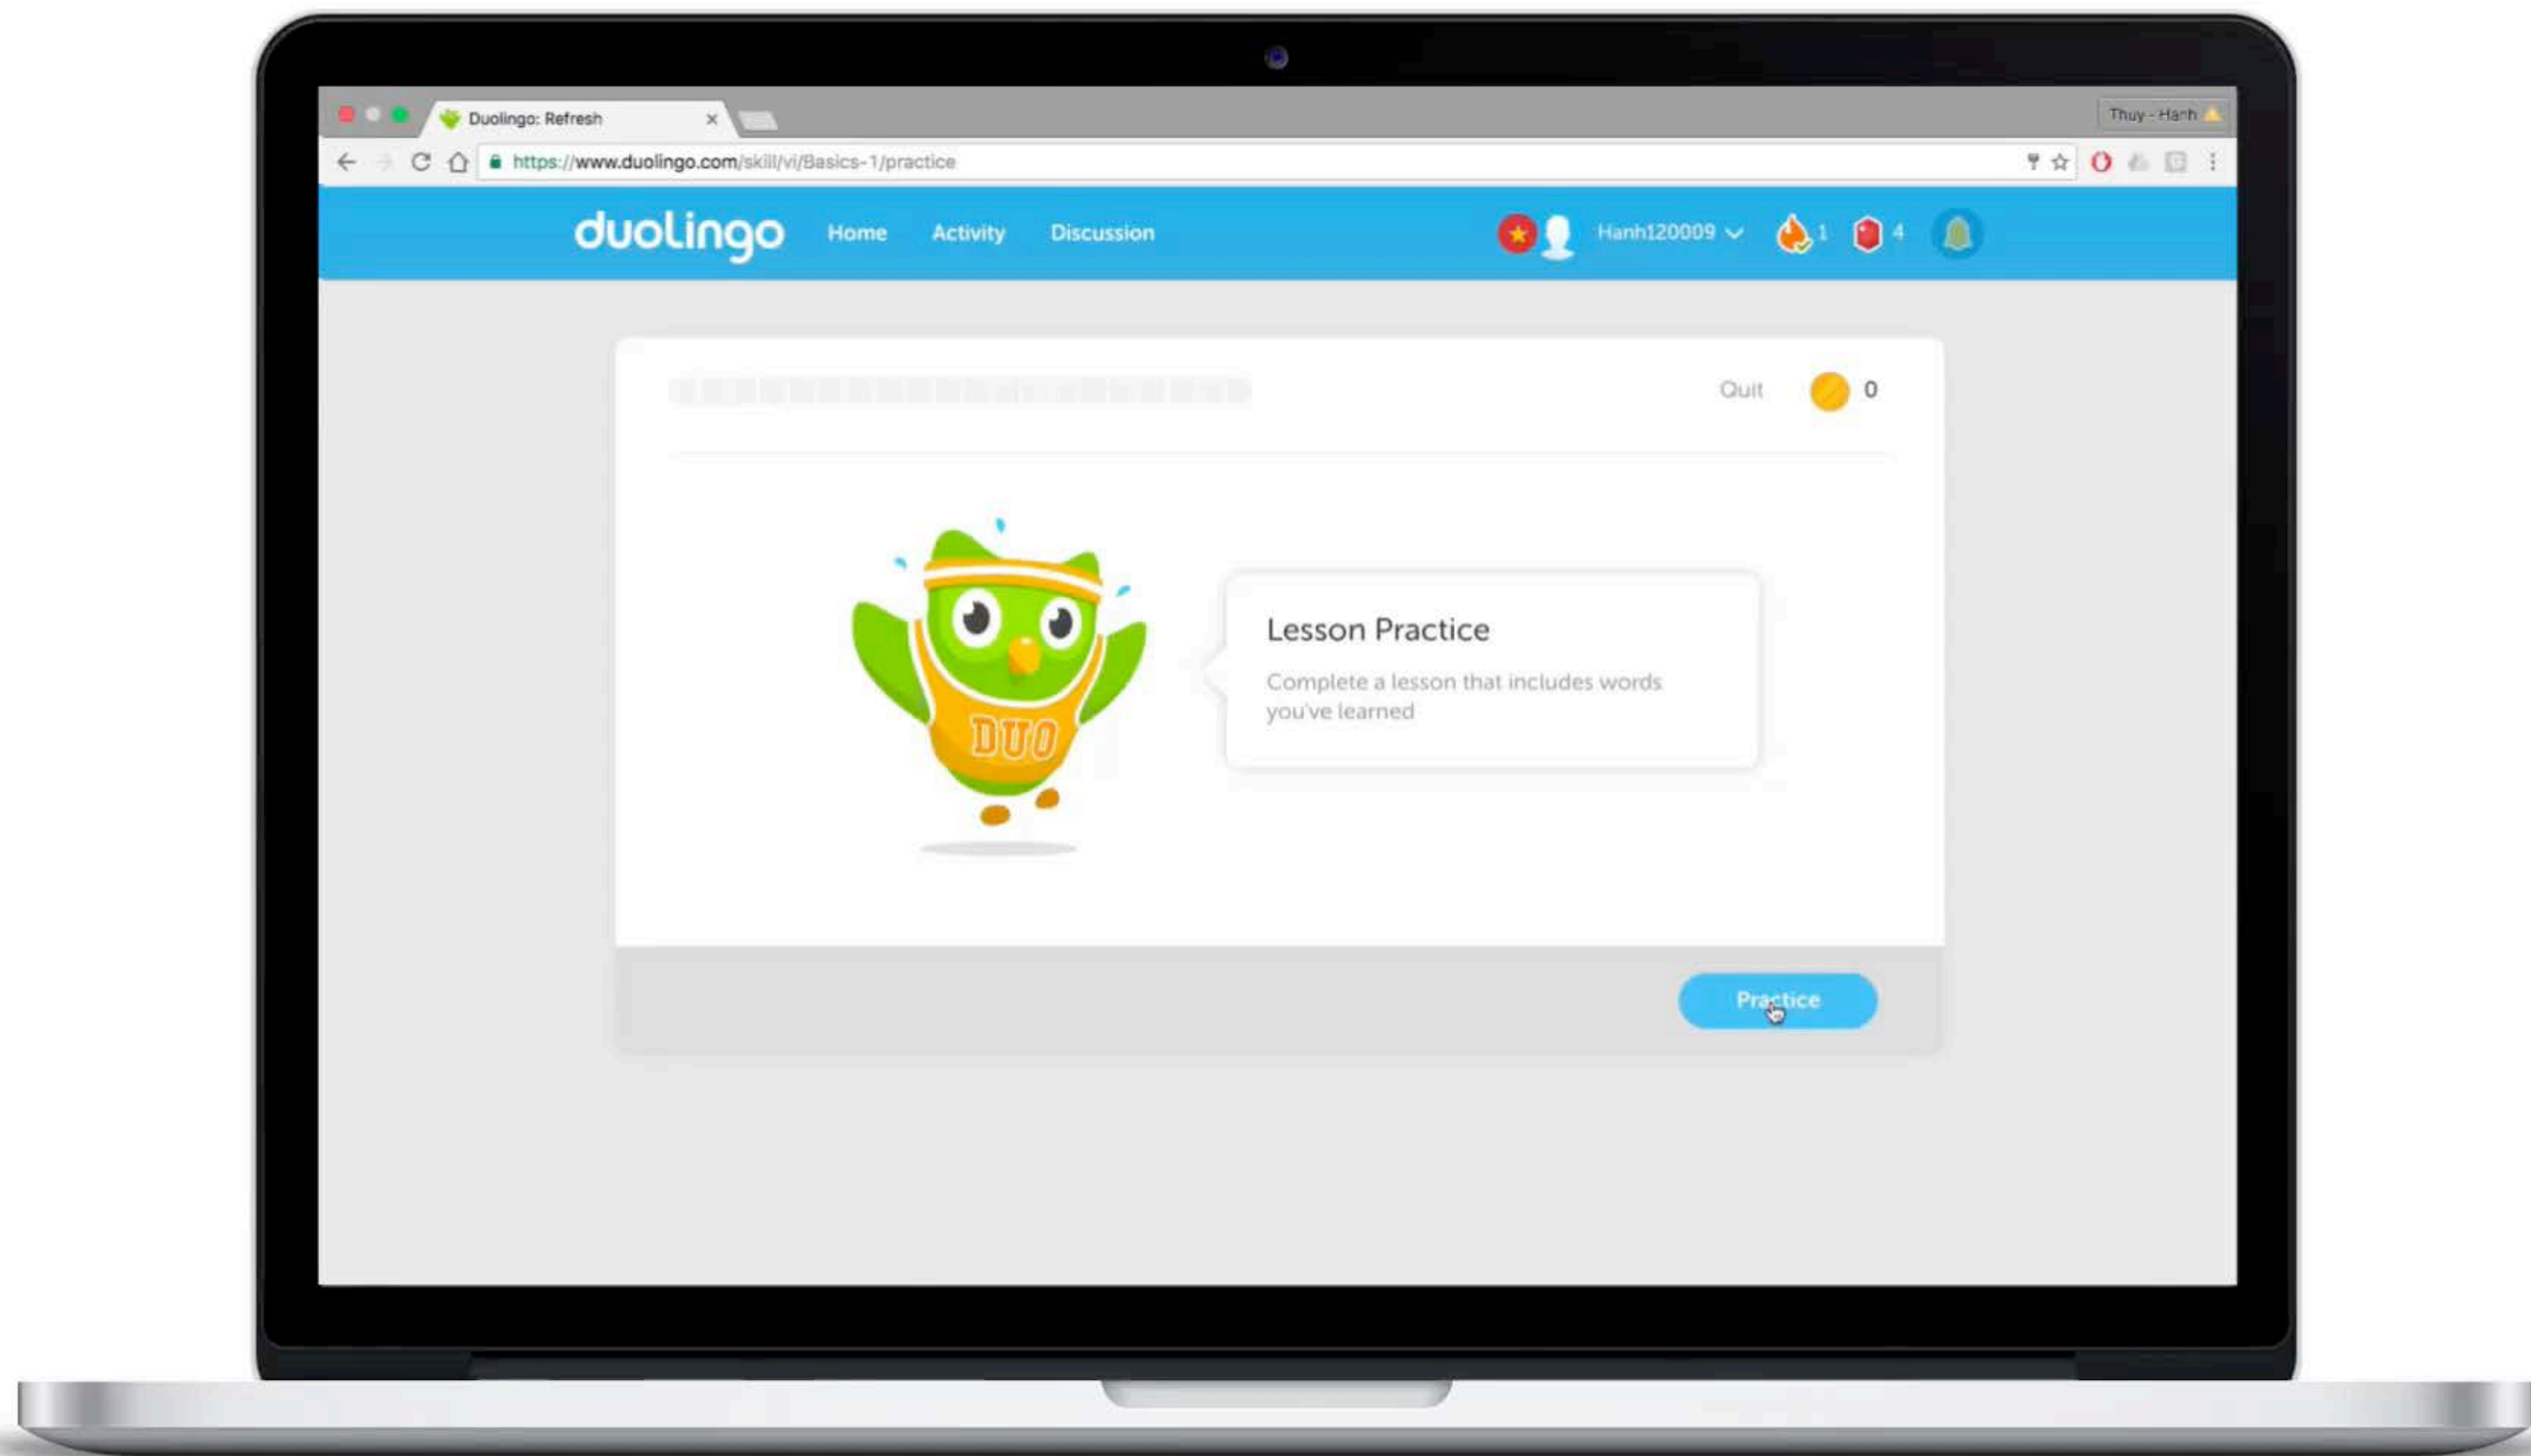 Duolingo: Refresh
Thuy - Hanh
https://www.duolingo.com/skill/vi/Basics-1/practice
duolingo Home Activity Discussion Hanh120009 1 4
Quit 0
Lesson Practice
Complete a lesson that includes words
you've learned
DUO
Practice